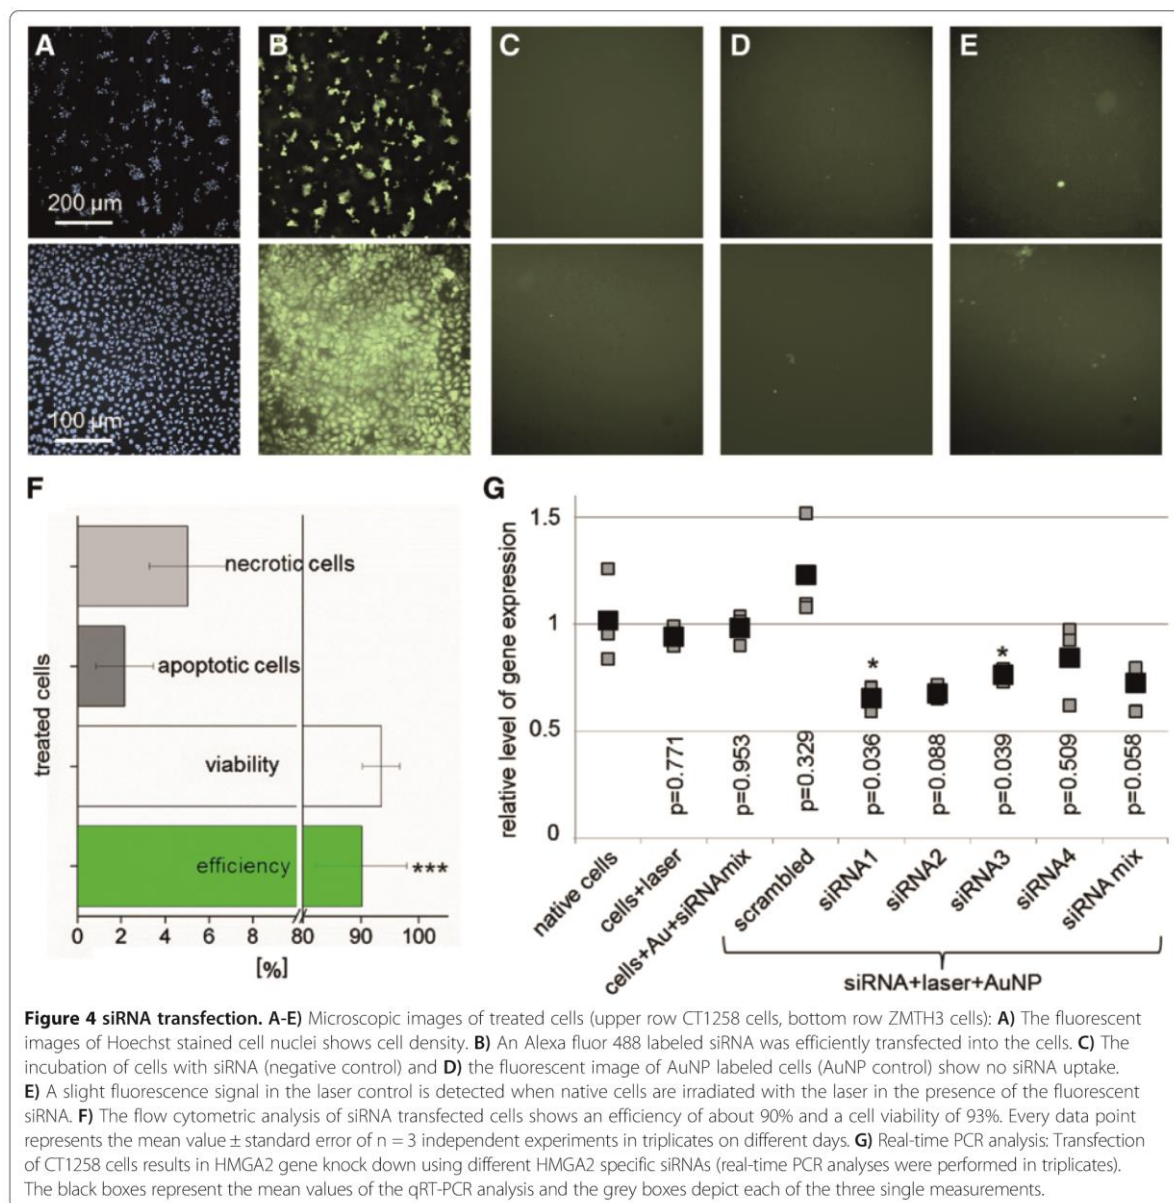 A
B
C
D
E
200 µm
100 µm
F
treated cells
necrotic cells
apoptotic cells
viability
efficiency
***
0 2 4 6 8 80 100
[%]
G
relative level of gene expression
1.5
1
0.5
0
*
*
p=0.771
p=0.953
p=0.329
p=0.036
p=0.088
p=0.039
p=0.509
p=0.058
native cells
cells+laser
cells+Au+siRNAmix
scrambled
siRNA1
siRNA2
siRNA3
siRNA4
siRNA mix
siRNA+laser+AuNP
Figure 4 siRNA transfection. A-E) Microscopic images of treated cells (upper row CT1258 cells, bottom row ZMTH3 cells): A) The fluorescent
images of Hoechst stained cell nuclei shows cell density. B) An Alexa fluor 488 labeled siRNA was efficiently transfected into the cells. C) The
incubation of cells with siRNA (negative control) and D) the fluorescent image of AuNP labeled cells (AuNP control) show no siRNA uptake.
E) A slight fluorescence signal in the laser control is detected when native cells are irradiated with the laser in the presence of the fluorescent
siRNA. F) The flow cytometric analysis of siRNA transfected cells shows an efficiency of about 90% and a cell viability of 93%. Every data point
represents the mean value ± standard error of n = 3 independent experiments in triplicates on different days. G) Real-time PCR analysis: Transfection
of CT1258 cells results in HMGA2 gene knock down using different HMGA2 specific siRNAs (real-time PCR analyses were performed in triplicates).
The black boxes represent the mean values of the qRT-PCR analysis and the grey boxes depict each of the three single measurements.